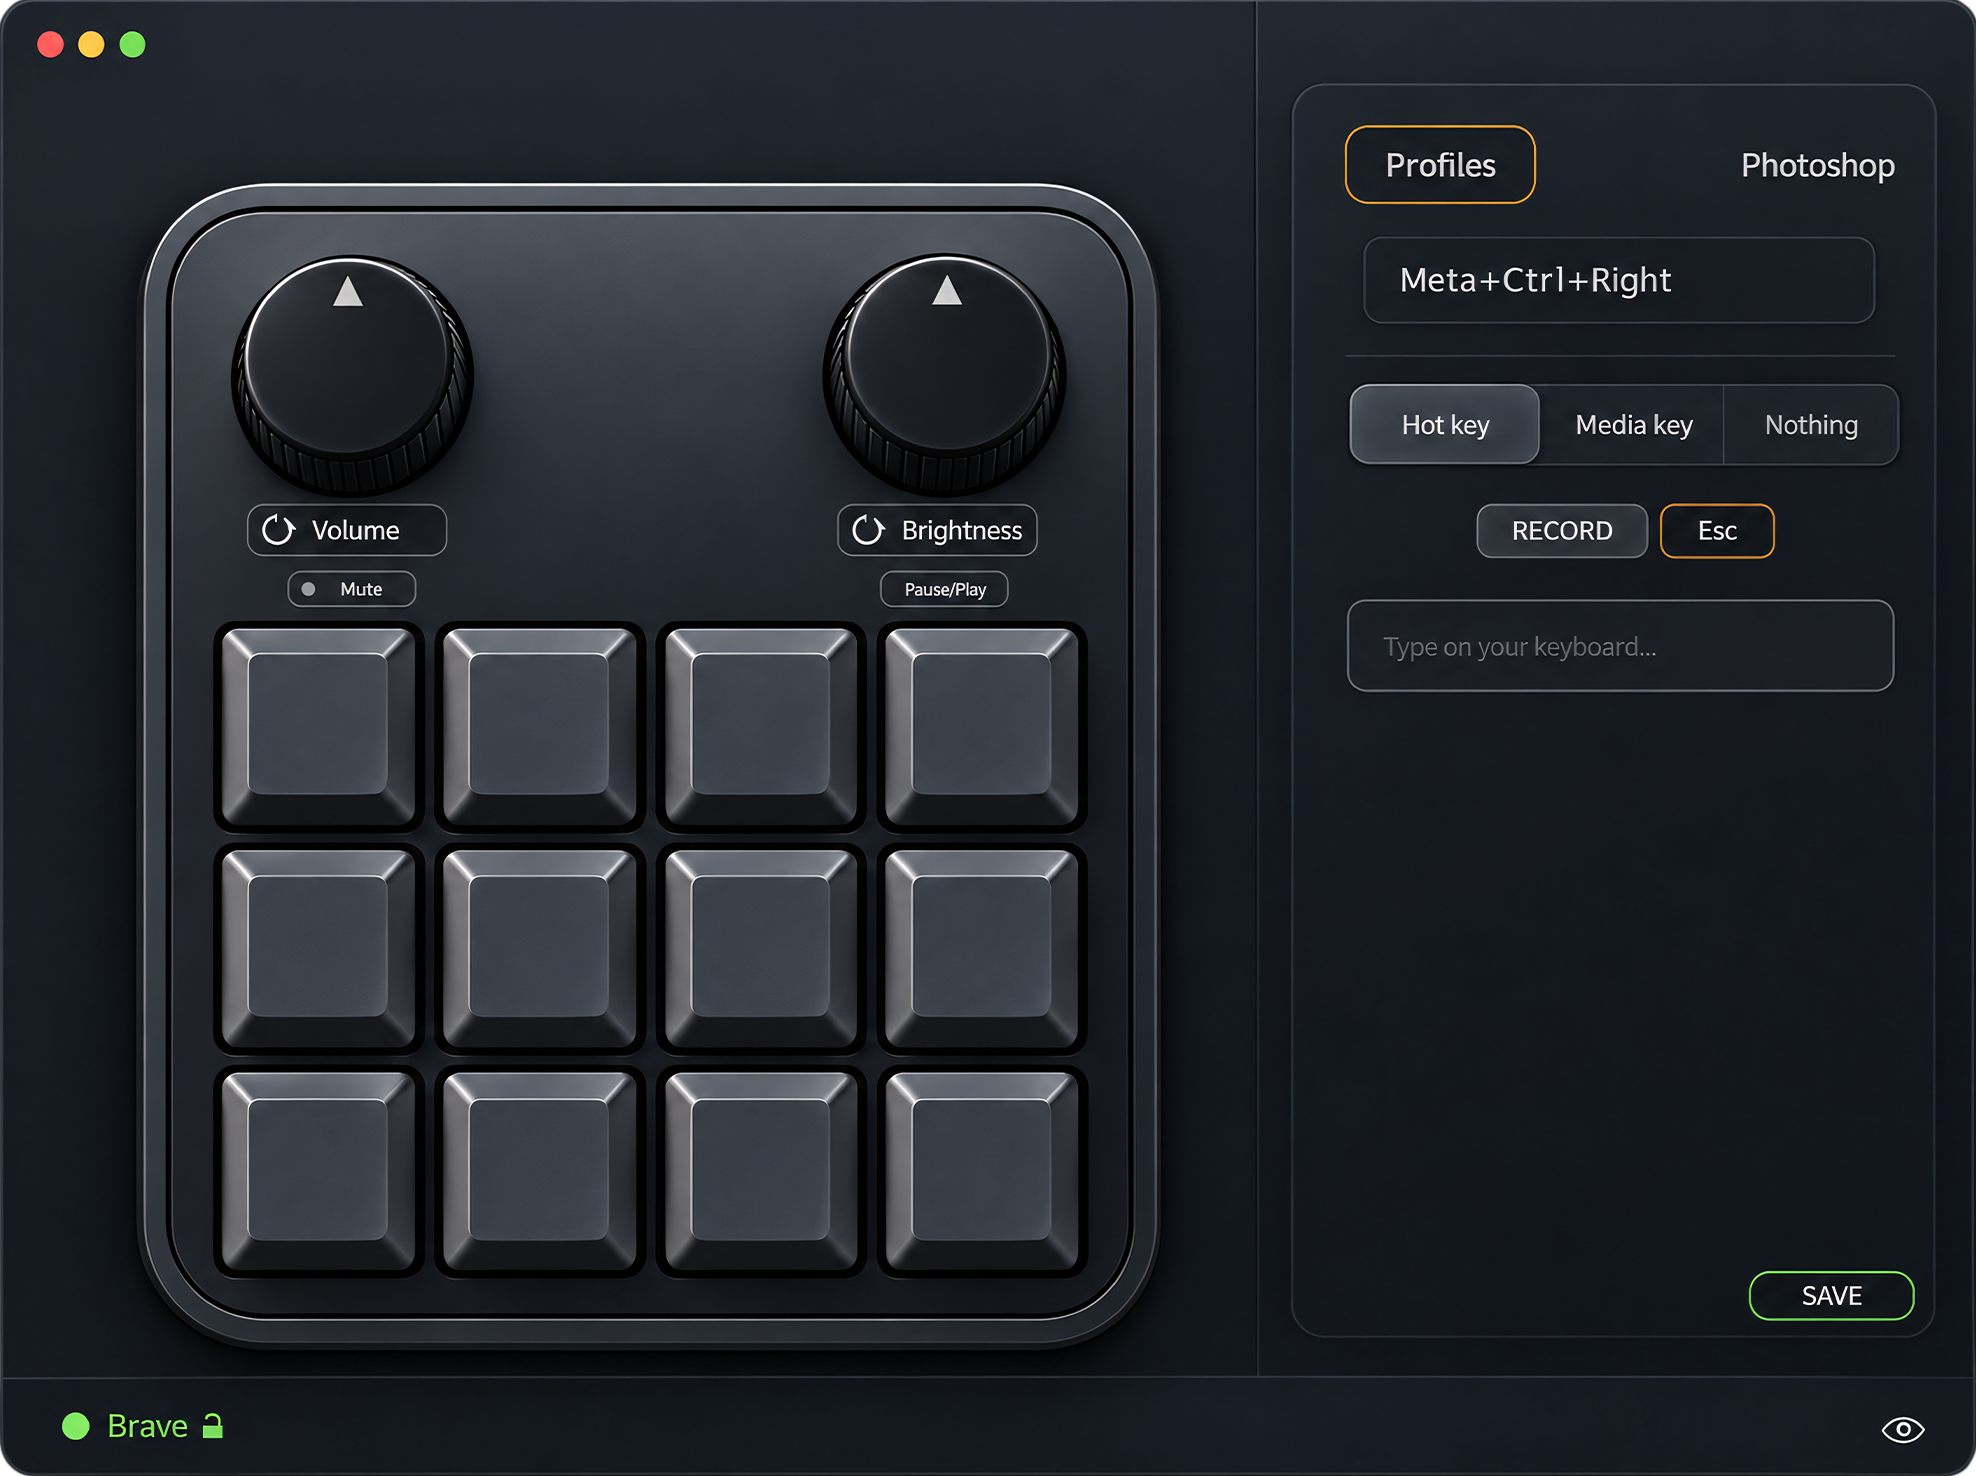 Profiles
Photoshop
Meta+Ctrl+Right
Hot key
Media key
Nothing
RECORD
Esc
Type on your keyboard...
Volume
Brightness
Mute
Pause/Play
SAVE
Brave